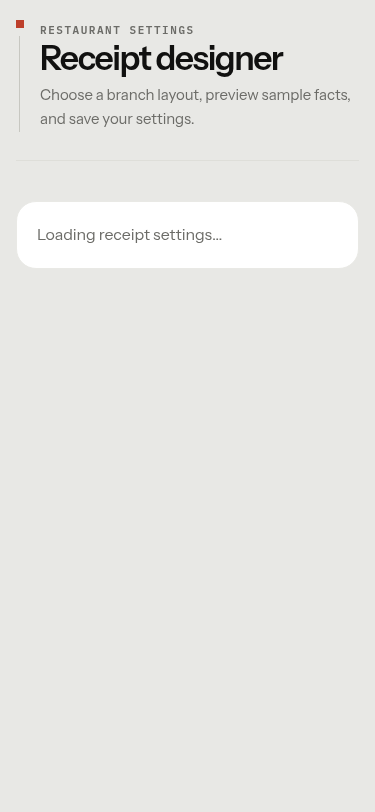 RESTAURANT SETTINGS
Receipt designer
Choose a branch layout, preview sample facts,
and save your settings.
Loading receipt settings...